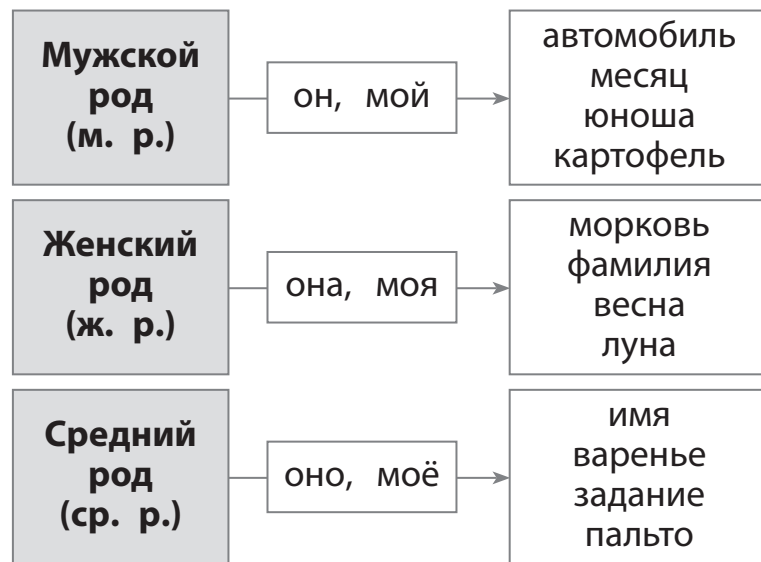 Мужской
род
(м. р.)
он, мой
автомобиль
месяц
юноша
картофель
Женский
род
(ж. р.)
она, моя
морковь
фамилия
весна
луна
Средний
род
(ср. р.)
оно, моё
имя
варенье
задание
пальто